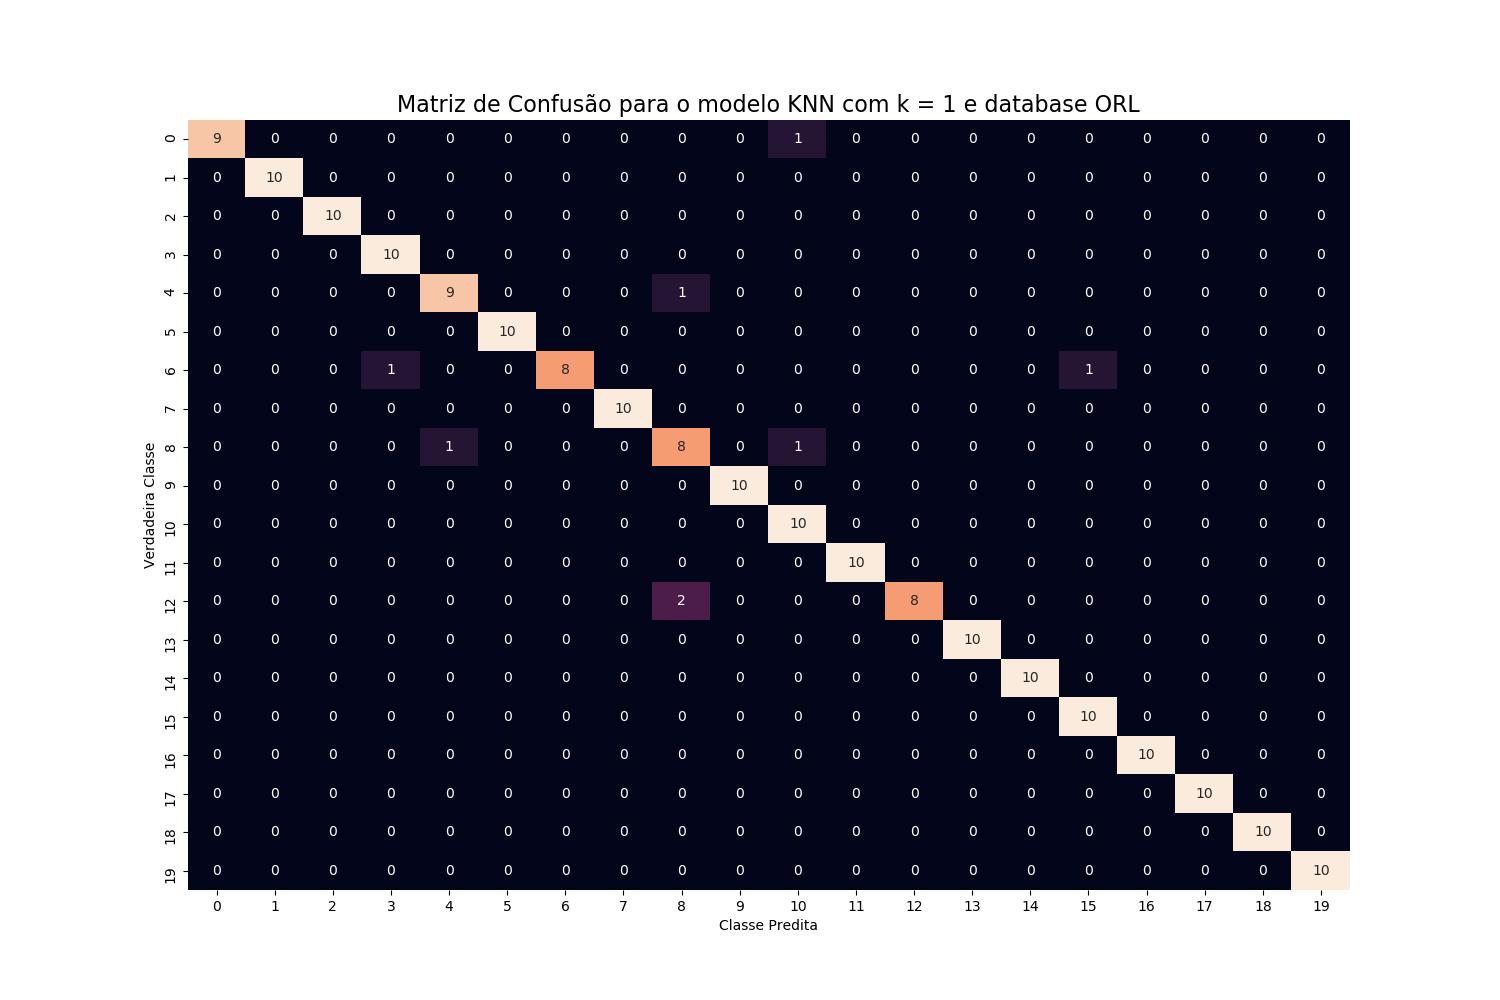 Matriz de Confusão para o modelo KNN com k = 1 e database ORL
0 9 0 0 0 0 0 0 0 0 0 1 0 0 0 0 0 0 0 0 0
1 0 10 0 0 0 0 0 0 0 0 0 0 0 0 0 0 0 0 0 0
2 0 0 10 0 0 0 0 0 0 0 0 0 0 0 0 0 0 0 0 0
3 0 0 0 10 0 0 0 0 0 0 0 0 0 0 0 0 0 0 0 0
4 0 0 0 0 9 0 0 0 1 0 0 0 0 0 0 0 0 0 0 0
5 0 0 0 0 0 10 0 0 0 0 0 0 0 0 0 0 0 0 0 0
6 0 0 0 1 0 0 8 0 0 0 0 0 0 0 0 1 0 0 0 0
7 0 0 0 0 0 0 0 10 0 0 0 0 0 0 0 0 0 0 0 0
8 0 0 0 0 1 0 0 0 8 0 1 0 0 0 0 0 0 0 0 0
9 0 0 0 0 0 0 0 0 0 10 0 0 0 0 0 0 0 0 0 0
10 0 0 0 0 0 0 0 0 0 0 10 0 0 0 0 0 0 0 0 0
11 0 0 0 0 0 0 0 0 0 0 0 10 0 0 0 0 0 0 0 0
12 0 0 0 0 0 0 0 0 2 0 0 0 8 0 0 0 0 0 0 0
13 0 0 0 0 0 0 0 0 0 0 0 0 0 10 0 0 0 0 0 0
14 0 0 0 0 0 0 0 0 0 0 0 0 0 0 10 0 0 0 0 0
15 0 0 0 0 0 0 0 0 0 0 0 0 0 0 0 10 0 0 0 0
16 0 0 0 0 0 0 0 0 0 0 0 0 0 0 0 0 10 0 0 0
17 0 0 0 0 0 0 0 0 0 0 0 0 0 0 0 0 0 10 0 0
18 0 0 0 0 0 0 0 0 0 0 0 0 0 0 0 0 0 0 10 0
19 0 0 0 0 0 0 0 0 0 0 0 0 0 0 0 0 0 0 0 10
0 1 2 3 4 5 6 7 8 9 10 11 12 13 14 15 16 17 18 19
Verdadeira Classe
Classe Predita